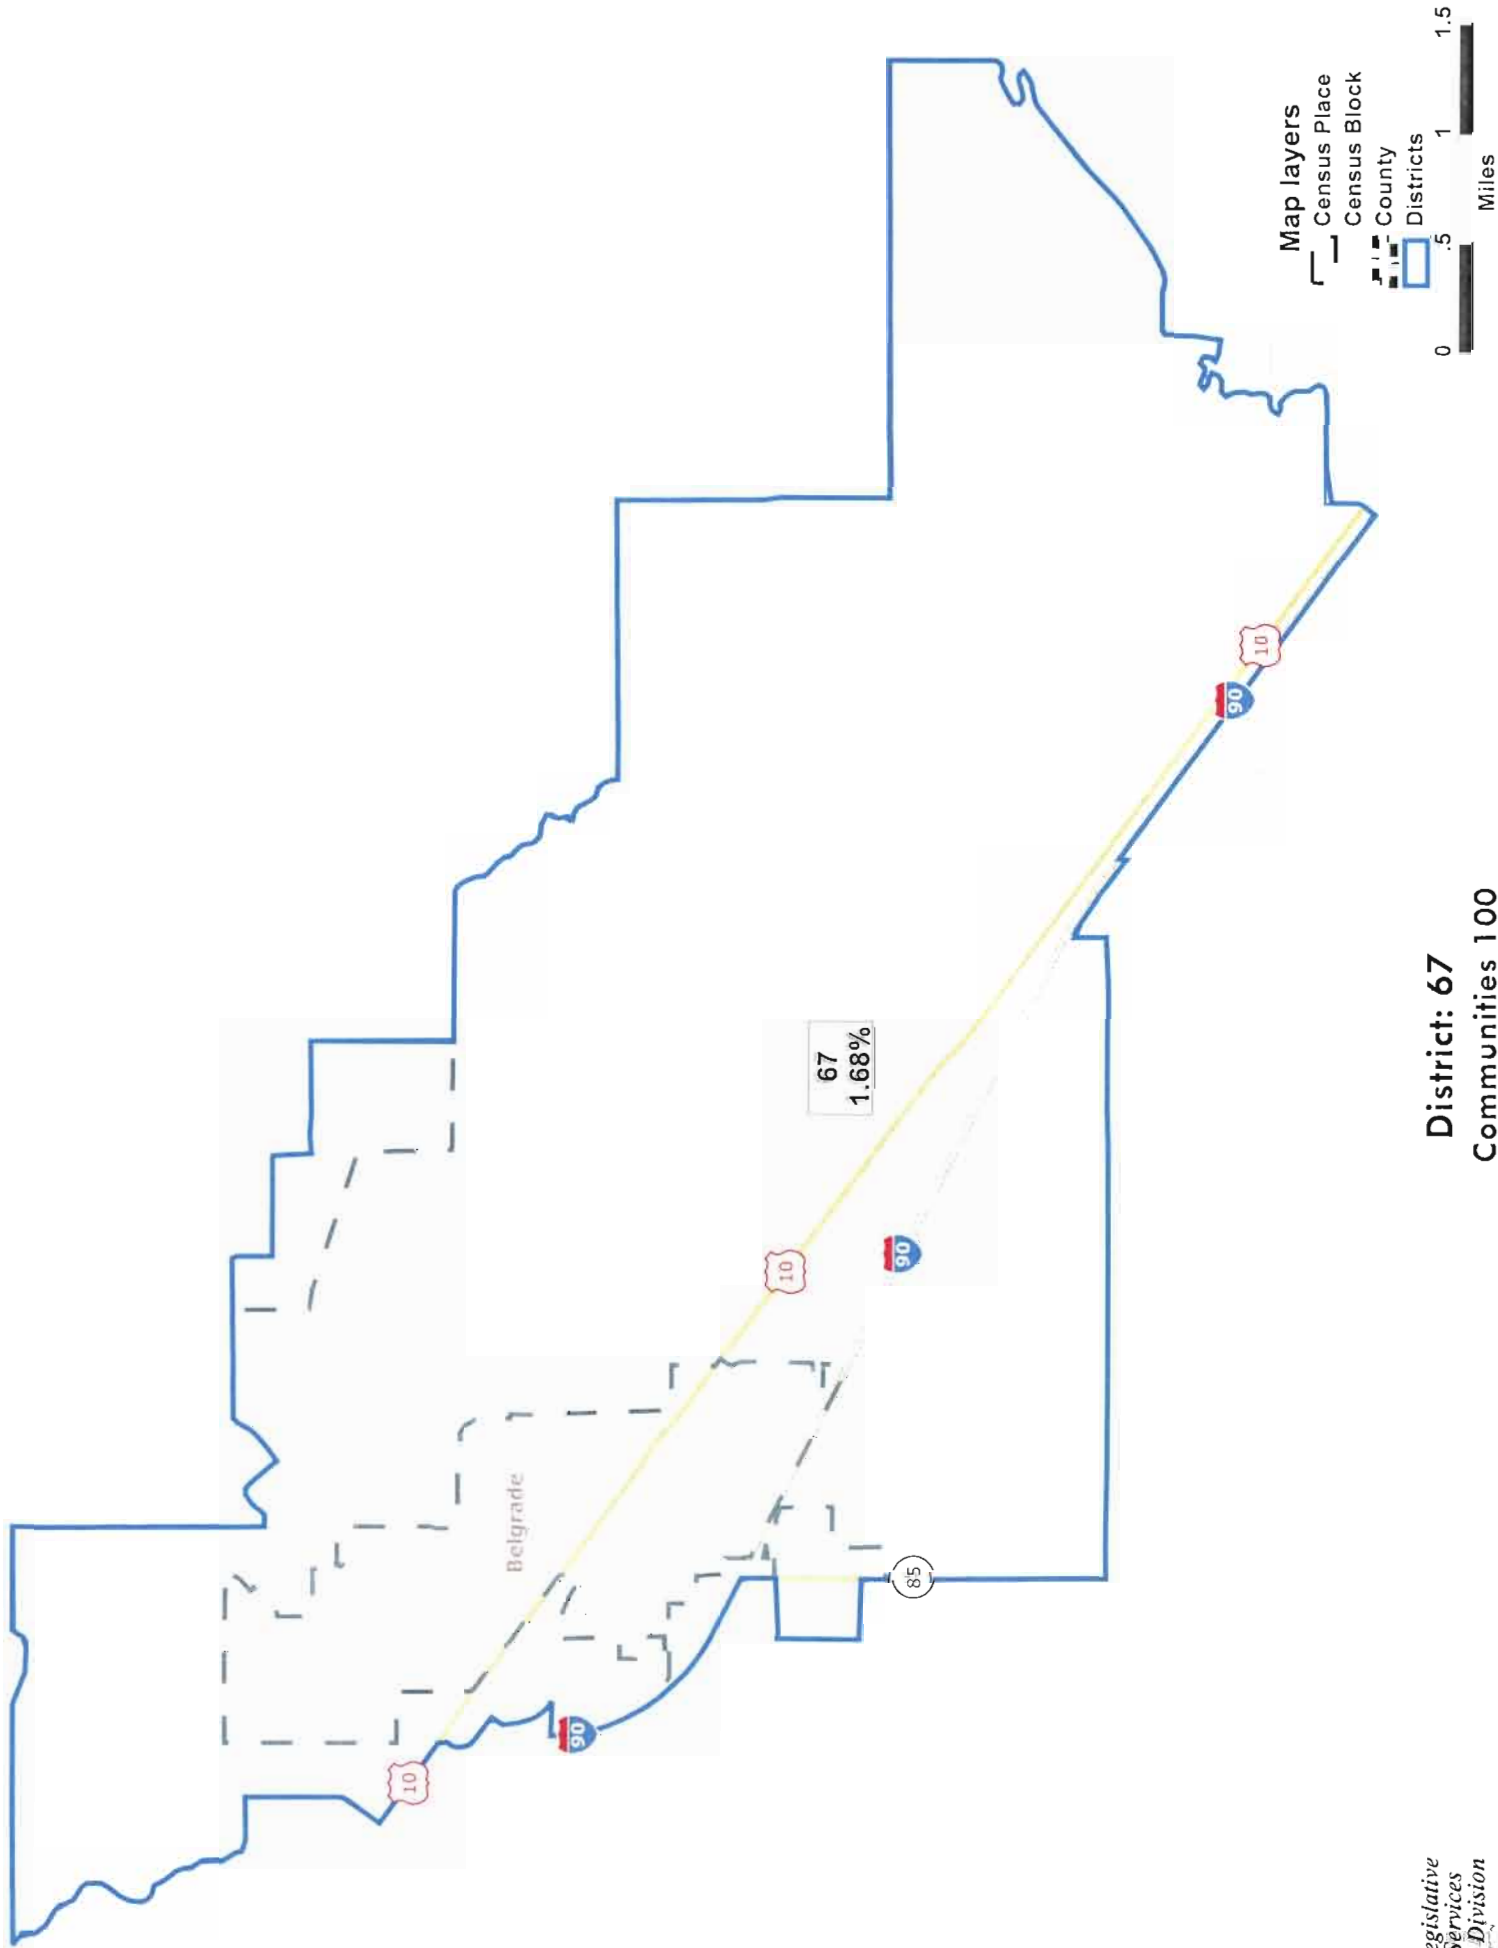 Belgrade
10
90
85
10
90
67
1.68%
90
10
Map layers
Census Place
Census Block
County
Districts
0 .5 1 1.5
Miles
District: 67
Communities 100
egislative
ervices
Division